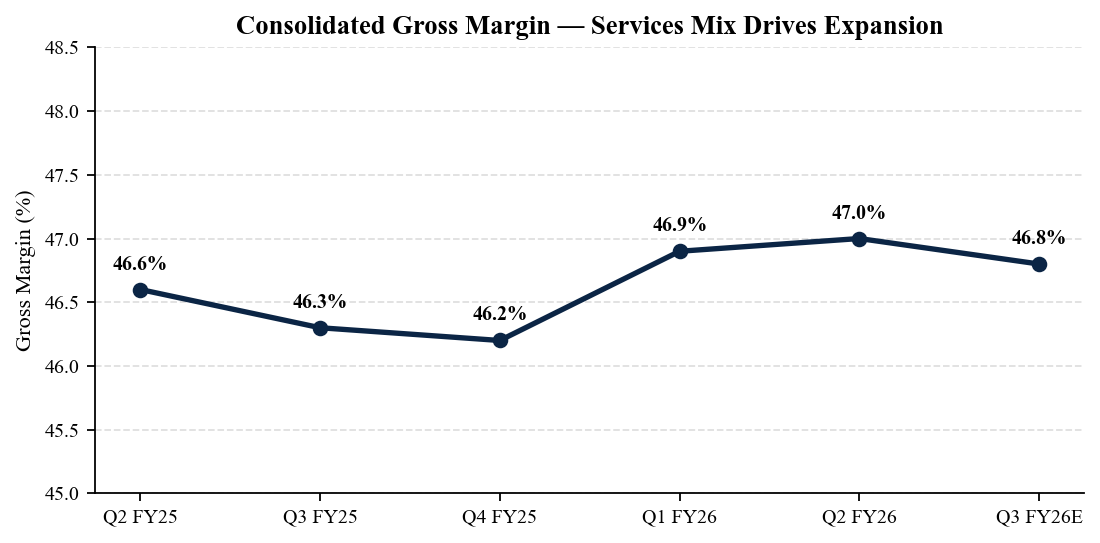 Consolidated Gross Margin — Services Mix Drives Expansion
Gross Margin (%)
48.5
48.0
47.5
47.0
46.5
46.0
45.5
45.0
46.6%
46.3%
46.2%
46.9%
47.0%
46.8%
Q2 FY25
Q3 FY25
Q4 FY25
Q1 FY26
Q2 FY26
Q3 FY26E